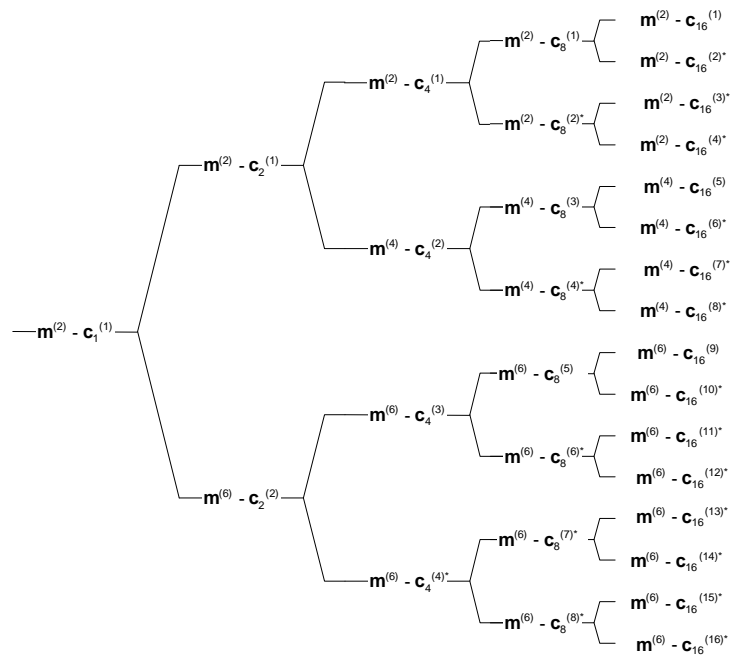 m(2) - c1(1)
m(2) - c2(1)
m(6) - c2(2)
m(2) - c4(1)
m(4) - c4(2)
m(6) - c4(3)
m(6) - c4(4)*
m(2) - c8(1)
m(2) - c8(2)*
m(4) - c8(3)
m(4) - c8(4)*
m(6) - c8(5)
m(6) - c8(6)*
m(6) - c8(7)*
m(6) - c8(8)*
m(2) - c16(1)
m(2) - c16(2)*
m(2) - c16(3)*
m(2) - c16(4)*
m(4) - c16(5)
m(4) - c16(6)*
m(4) - c16(7)*
m(4) - c16(8)*
m(6) - c16(9)
m(6) - c16(10)*
m(6) - c16(11)*
m(6) - c16(12)*
m(6) - c16(13)*
m(6) - c16(14)*
m(6) - c16(15)*
m(6) - c16(16)*